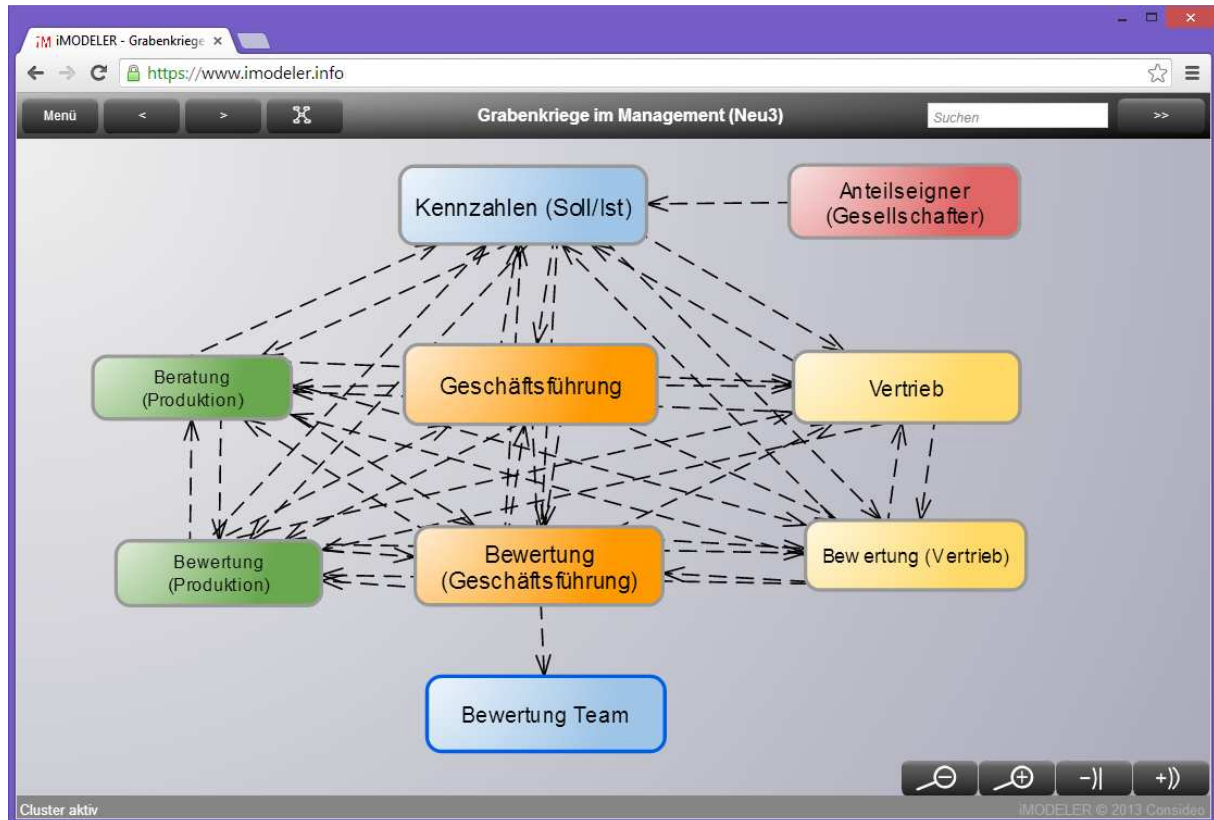 iM iMODELER - Grabenkriege
https://www.imodeler.info
Menü < > Grabenkriege im Management (Neu3) Suchen >>
Kennzahlen (Soll/Ist)
Anteilseigner
(Gesellschafter)
Beratung
(Produktion)
Geschäftsführung
Vertrieb
Bewertung
(Produktion)
Bewertung
(Geschäftsführung)
Bewertung (Vertrieb)
Bewertung Team
-)| +))
Cluster aktiv
iMODELER © 2013 Consideo